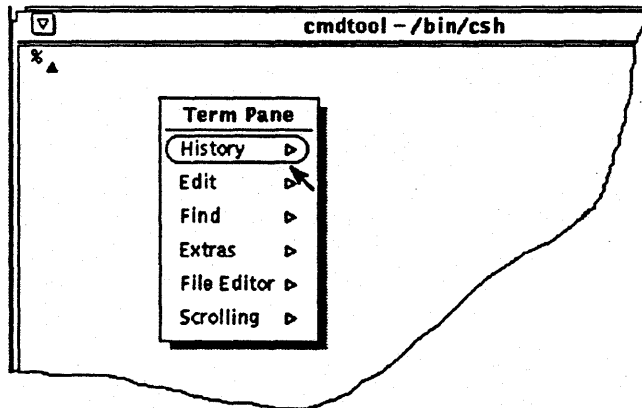 cmdtool - /bin/csh
%
Term Pane
History
Edit
Find
Extras
File Editor
Scrolling